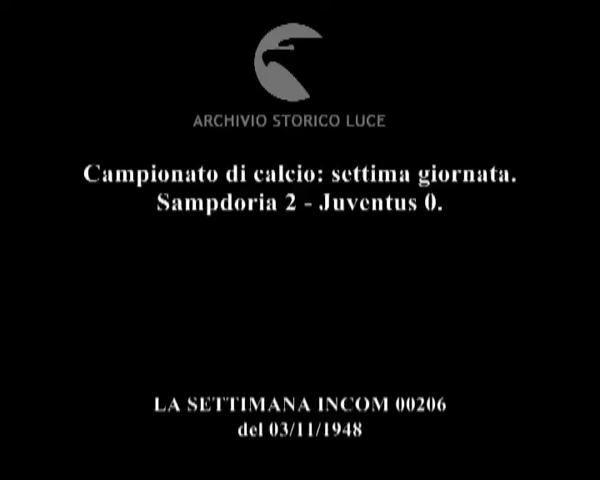 ARCHIVIO STORICO LUCE
Campionato di calcio: settima giornata.
Sampdoria 2 - Juventus 0.
LA SETTIMANA INCOM 00206
del 03/11/1948